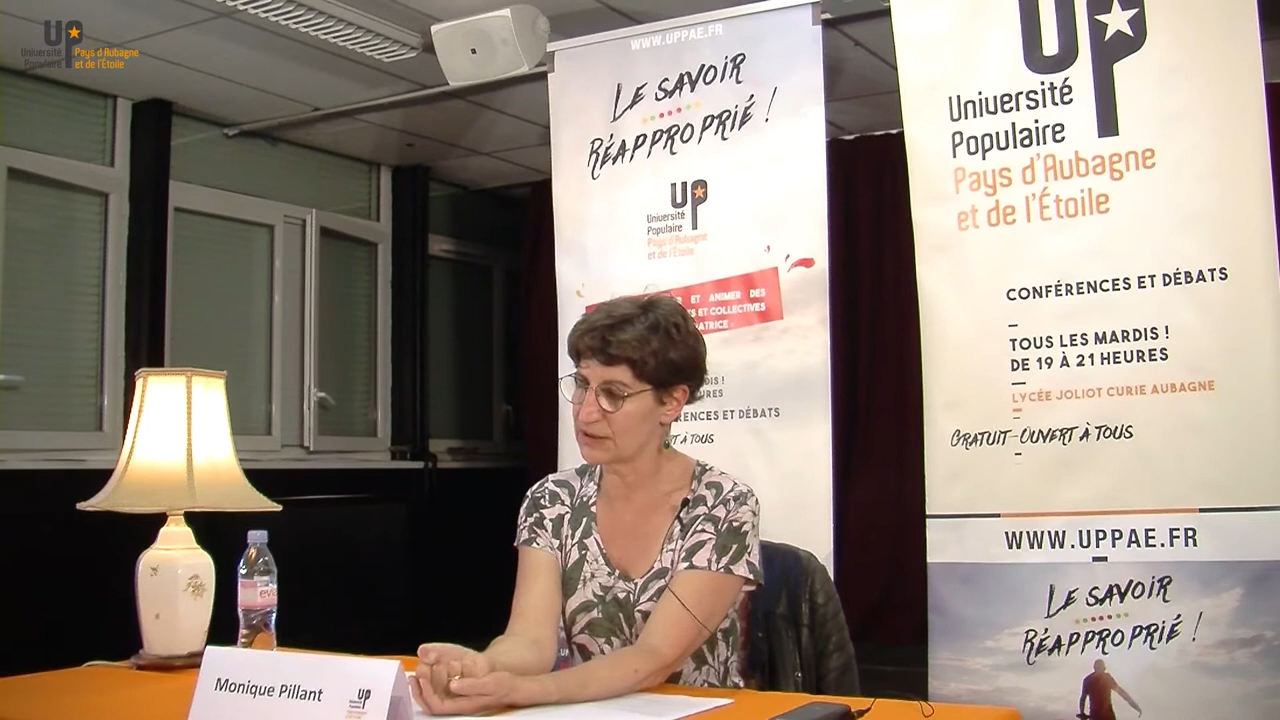 UP
Université
Populaire
Pays d'Aubagne
et de l'Étoile
WWW.UPPAE.FR
LE SAVOIR
RÉAPPROPRIÉ !
UP
Université
Populaire
Pays d'Aubagne
et de l'Étoile
ET ANIMER DES
ET COLLECTIVES
CONFÉRENCES ET DÉBATS
À TOUS
UP
Université
Populaire
Pays d'Aubagne
et de l'Étoile
CONFÉRENCES ET DÉBATS
TOUS LES MARDIS !
DE 19 À 21 HEURES
LYCÉE JOLIOT CURIE AUBAGNE
GRATUIT-OUVERT À TOUS
WWW.UPPAE.FR
LE SAVOIR
RÉAPPROPRIÉ !
evian
Monique Pillant
UP